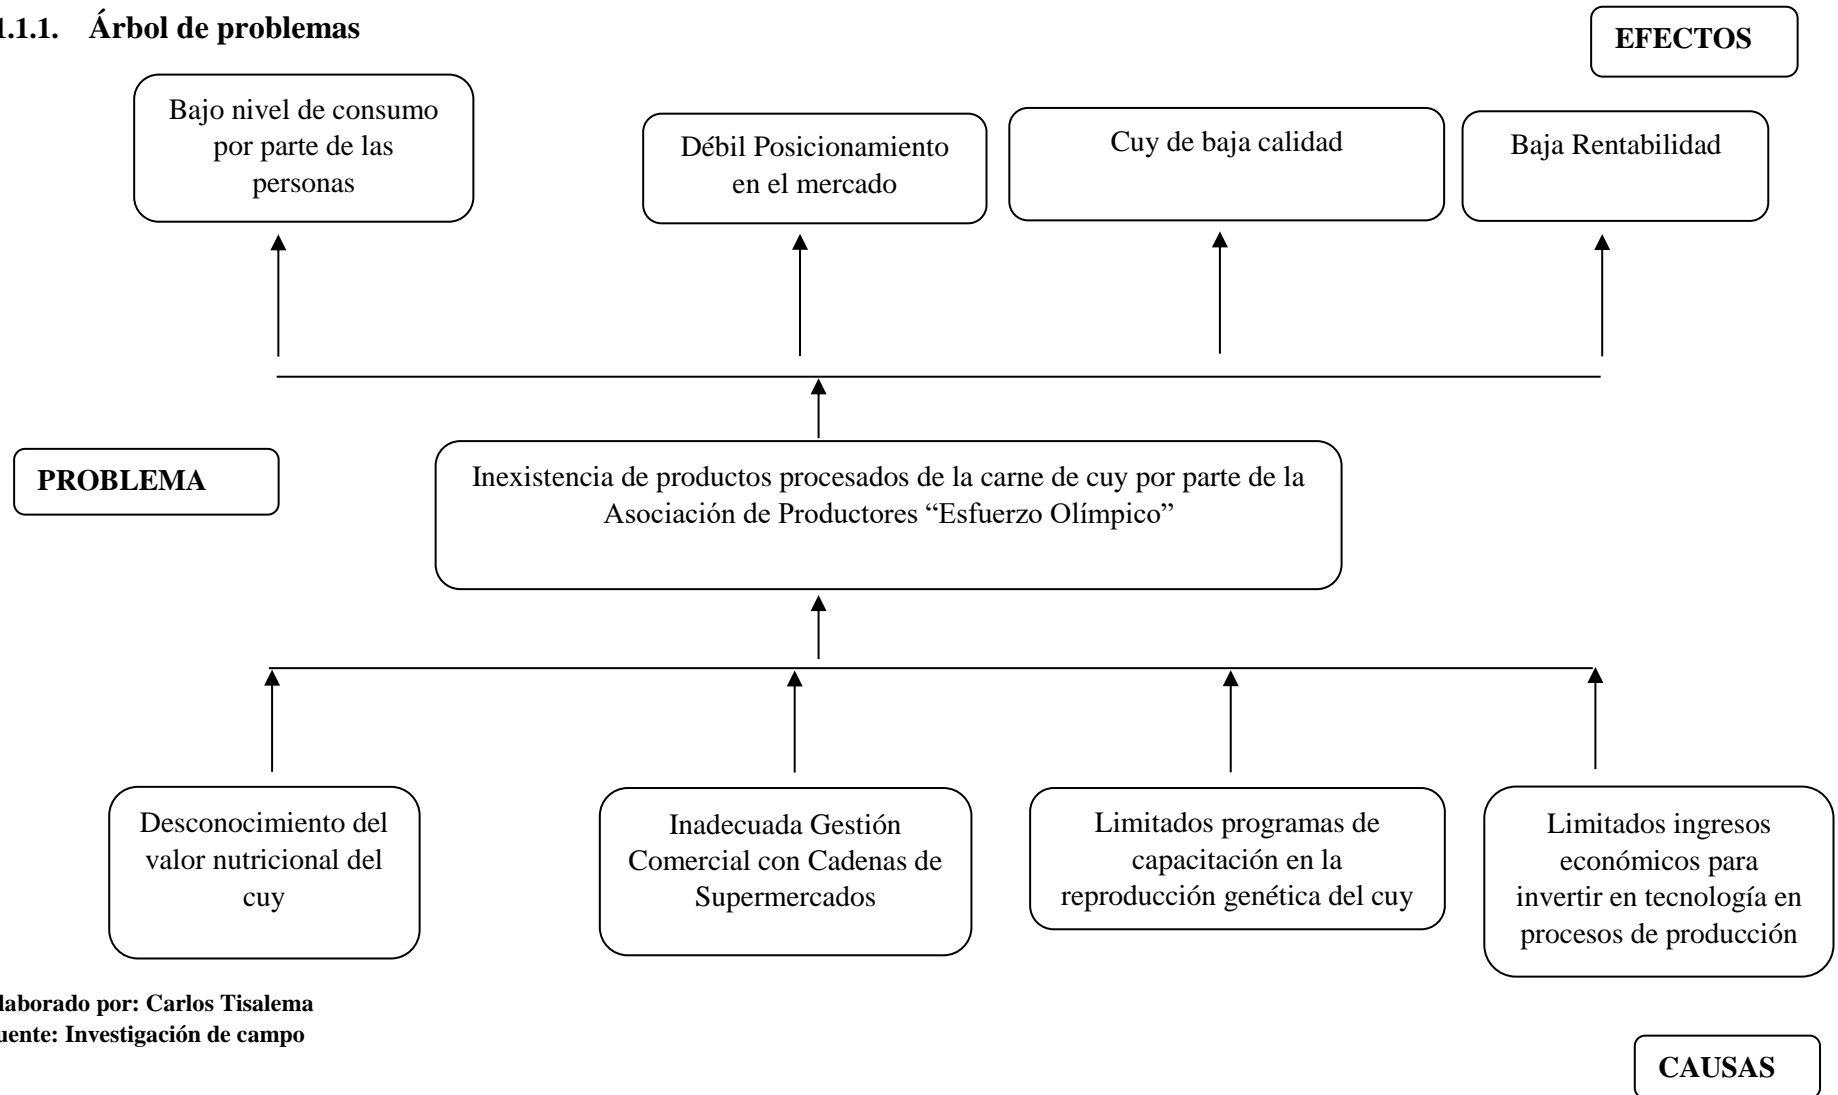 1.1.1. Árbol de problemas
EFECTOS
Bajo nivel de consumo
por parte de las
personas
Débil Posicionamiento
en el mercado
Cuy de baja calidad
Baja Rentabilidad
PROBLEMA
Inexistencia de productos procesados de la carne de cuy por parte de la
Asociación de Productores “Esfuerzo Olímpico”
Desconocimiento del
valor nutricional del
cuy
Inadecuada Gestión
Comercial con Cadenas de
Supermercados
Limitados programas de
capacitación en la
reproducción genética del cuy
Limitados ingresos
económicos para
invertir en tecnología en
procesos de producción
laborado por: Carlos Tisalema
uente: Investigación de campo
CAUSAS